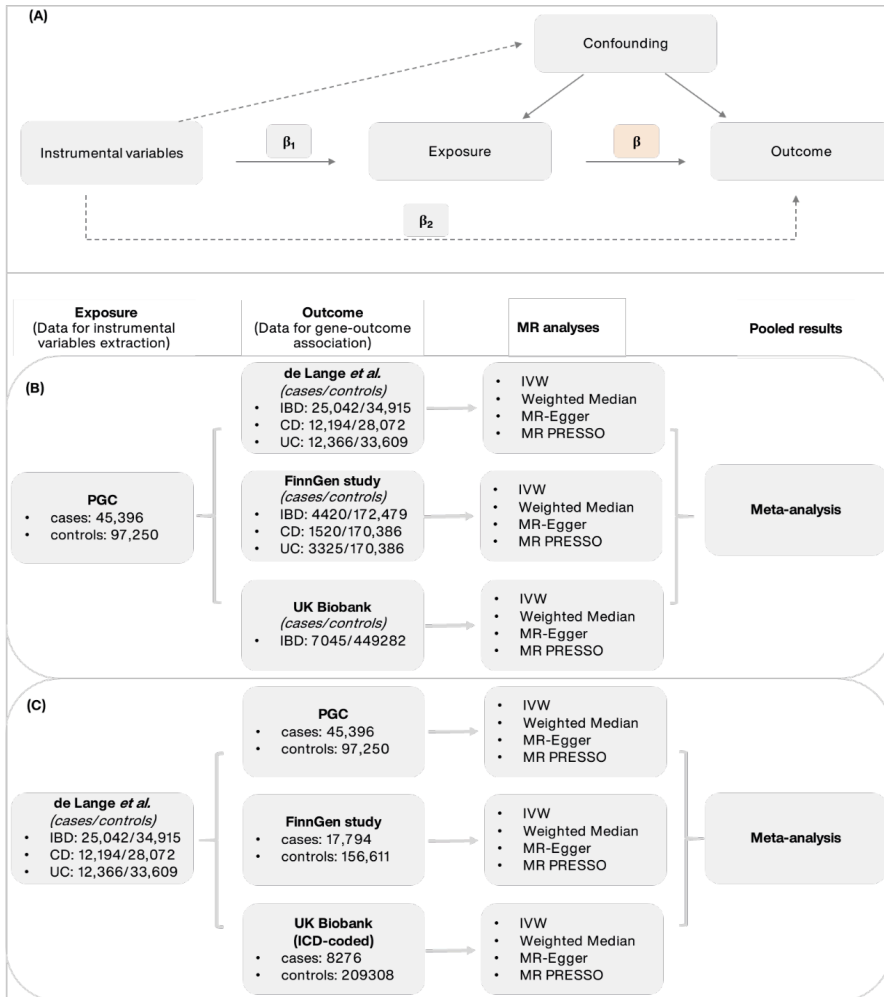 (A)
Confounding
Instrumental variables
β₁
Exposure
β
Outcome
β₂
Exposure
(Data for instrumental
variables extraction)
Outcome
(Data for gene-outcome
association)
MR analyses
Pooled results
(B)
PGC
• cases: 45,396
• controls: 97,250
de Lange et al.
(cases/controls)
• IBD: 25,042/34,915
• CD: 12,194/28,072
• UC: 12,366/33,609
• IVW
• Weighted Median
• MR-Egger
• MR PRESSO
FinnGen study
(cases/controls)
• IBD: 4420/172,479
• CD: 1520/170,386
• UC: 3325/170,386
• IVW
• Weighted Median
• MR-Egger
• MR PRESSO
UK Biobank
(cases/controls)
• IBD: 7045/449282
• IVW
• Weighted Median
• MR-Egger
• MR PRESSO
Meta-analysis
(C)
de Lange et al.
(cases/controls)
• IBD: 25,042/34,915
• CD: 12,194/28,072
• UC: 12,366/33,609
PGC
• cases: 45,396
• controls: 97,250
• IVW
• Weighted Median
• MR-Egger
• MR PRESSO
FinnGen study
• cases: 17,794
• controls: 156,611
• IVW
• Weighted Median
• MR-Egger
• MR PRESSO
UK Biobank
(ICD-coded)
• cases: 8276
• controls: 209308
• IVW
• Weighted Median
• MR-Egger
• MR PRESSO
Meta-analysis